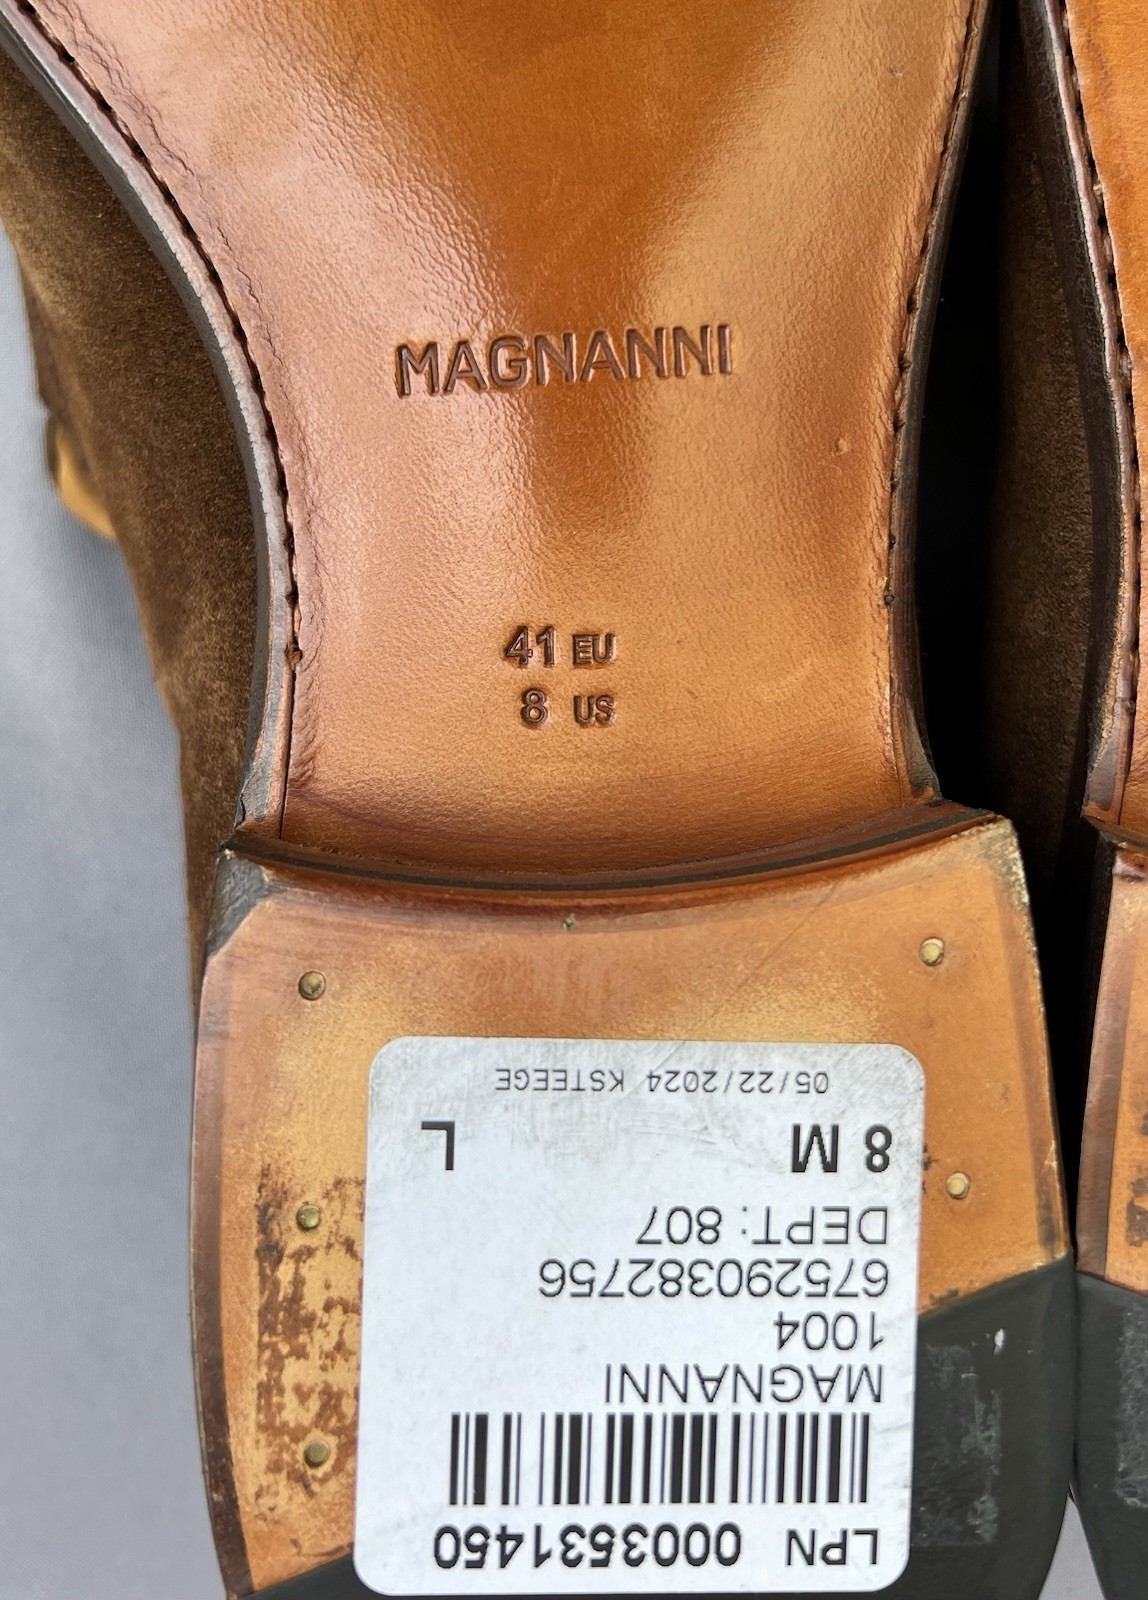 MAGNANNI
41 EU
8 US
LPN 0003531450
MAGNANNI
1004
675290382756
DEPT: 807
8 M L
05/22/2024 KSTEEGE